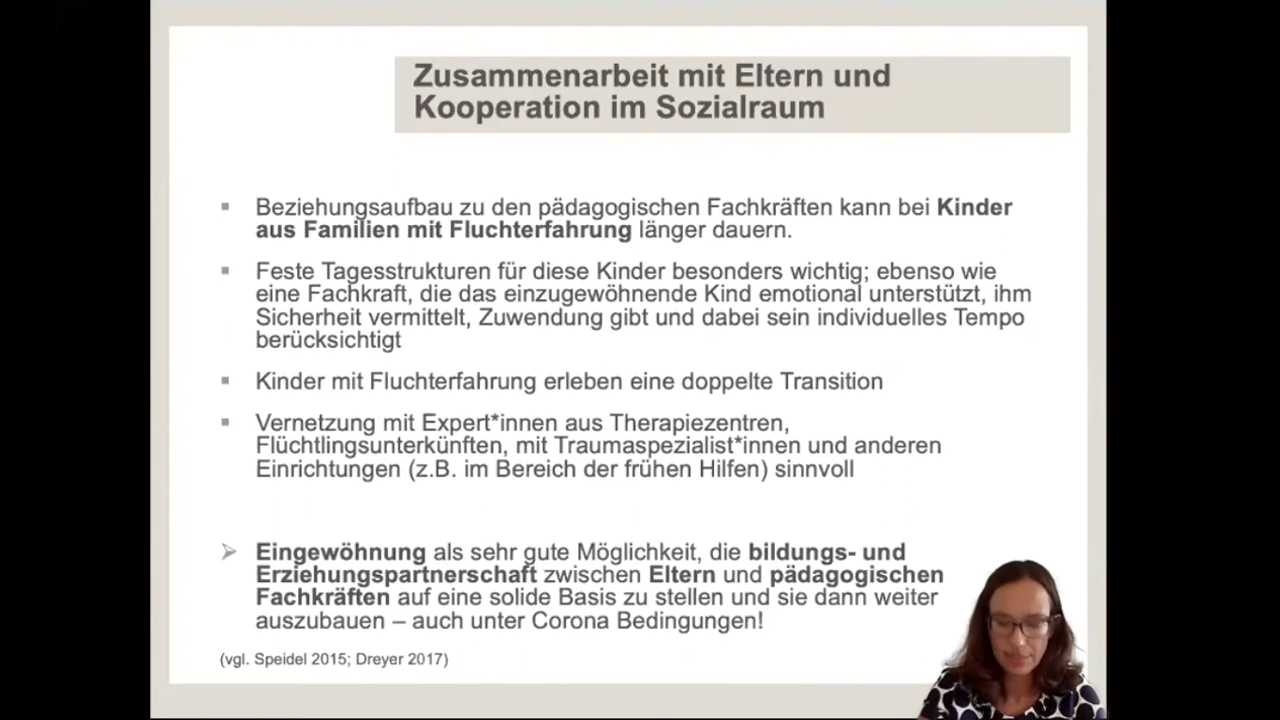 Zusammenarbeit mit Eltern und
Kooperation im Sozialraum
▪ Beziehungsaufbau zu den pädagogischen Fachkräften kann bei Kinder
aus Familien mit Fluchterfahrung länger dauern.
▪ Feste Tagesstrukturen für diese Kinder besonders wichtig; ebenso wie
eine Fachkraft, die das einzugewöhnende Kind emotional unterstützt, ihm
Sicherheit vermittelt, Zuwendung gibt und dabei sein individuelles Tempo
berücksichtigt
▪ Kinder mit Fluchterfahrung erleben eine doppelte Transition
▪ Vernetzung mit Expert*innen aus Therapiezentren,
Flüchtlingsunterkünften, mit Traumaspezialist*innen und anderen
Einrichtungen (z.B. im Bereich der frühen Hilfen) sinnvoll
➢ Eingewöhnung als sehr gute Möglichkeit, die bildungs- und
Erziehungspartnerschaft zwischen Eltern und pädagogischen
Fachkräften auf eine solide Basis zu stellen und sie dann weiter
auszubauen – auch unter Corona Bedingungen!
(vgl. Speidel 2015; Dreyer 2017)